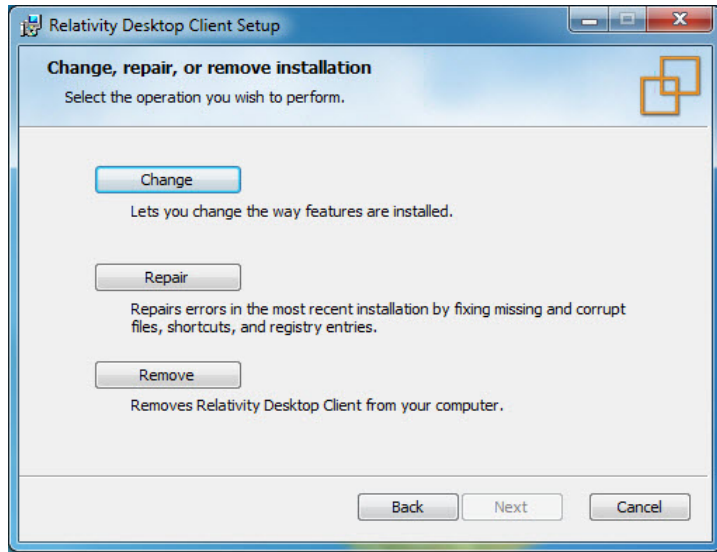 Relativity Desktop Client Setup
Change, repair, or remove installation
Select the operation you wish to perform.
Change
Lets you change the way features are installed.
Repair
Repairs errors in the most recent installation by fixing missing and corrupt
files, shortcuts, and registry entries.
Remove
Removes Relativity Desktop Client from your computer.
Back Next Cancel